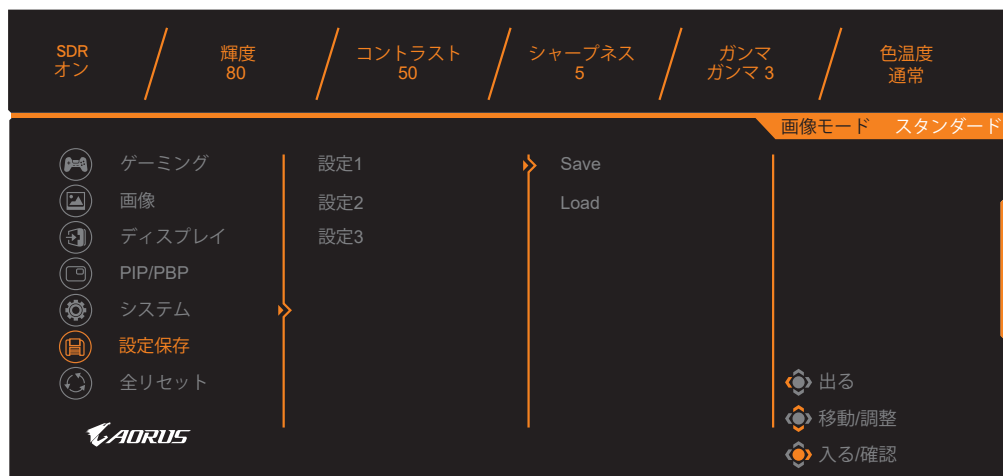 SDR
オン
輝度
80
コントラスト
50
シャープネス
5
ガンマ
ガンマ 3
色温度
通常
画像モード スタンダード
ゲーミング
画像
ディスプレイ
PIP/PBP
システム
設定保存
全リセット
設定1
設定2
設定3
Save
Load
出る
移動/調整
入る/確認
AORUS